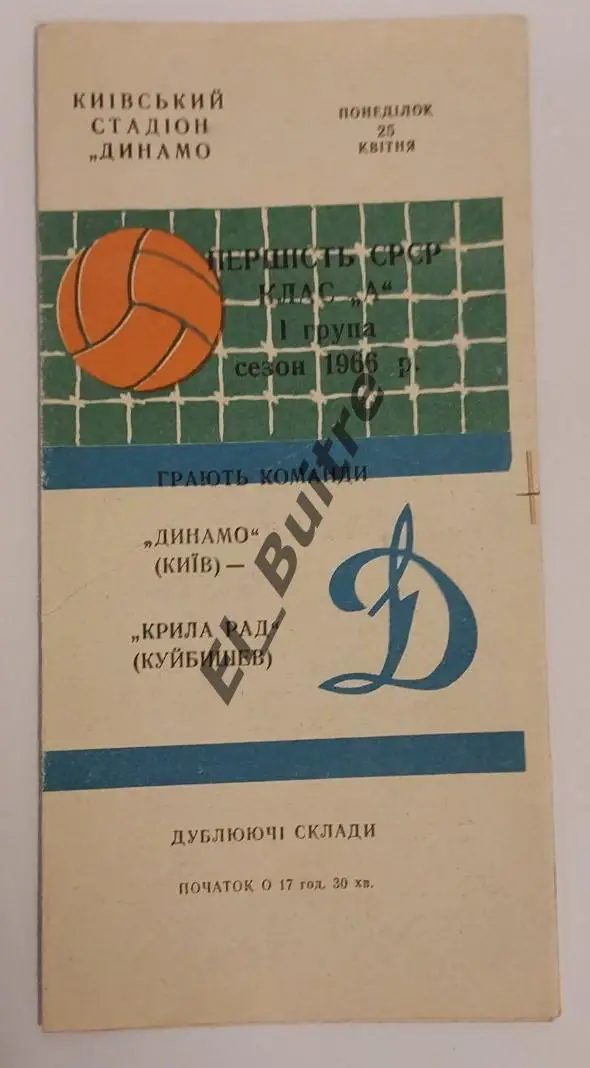 КИЇВСЬКИЙ
СТАДІОН
„ДИНАМО
ПОНЕДІЛОК
25
КВІТНЯ
ПЕРШІСТЬ СРСР
КЛАС „А“
I група
сезон 1966 р.
ГРАЮТЬ КОМАНДИ
„ДИНАМО“
(КИЇВ) —
„КРИЛА РАД“
(КУЙБИШЕВ)
Д
ДУБЛЮЮЧІ СКЛАДИ
ПОЧАТОК О 17 год. 30 хв.
El_Buitre